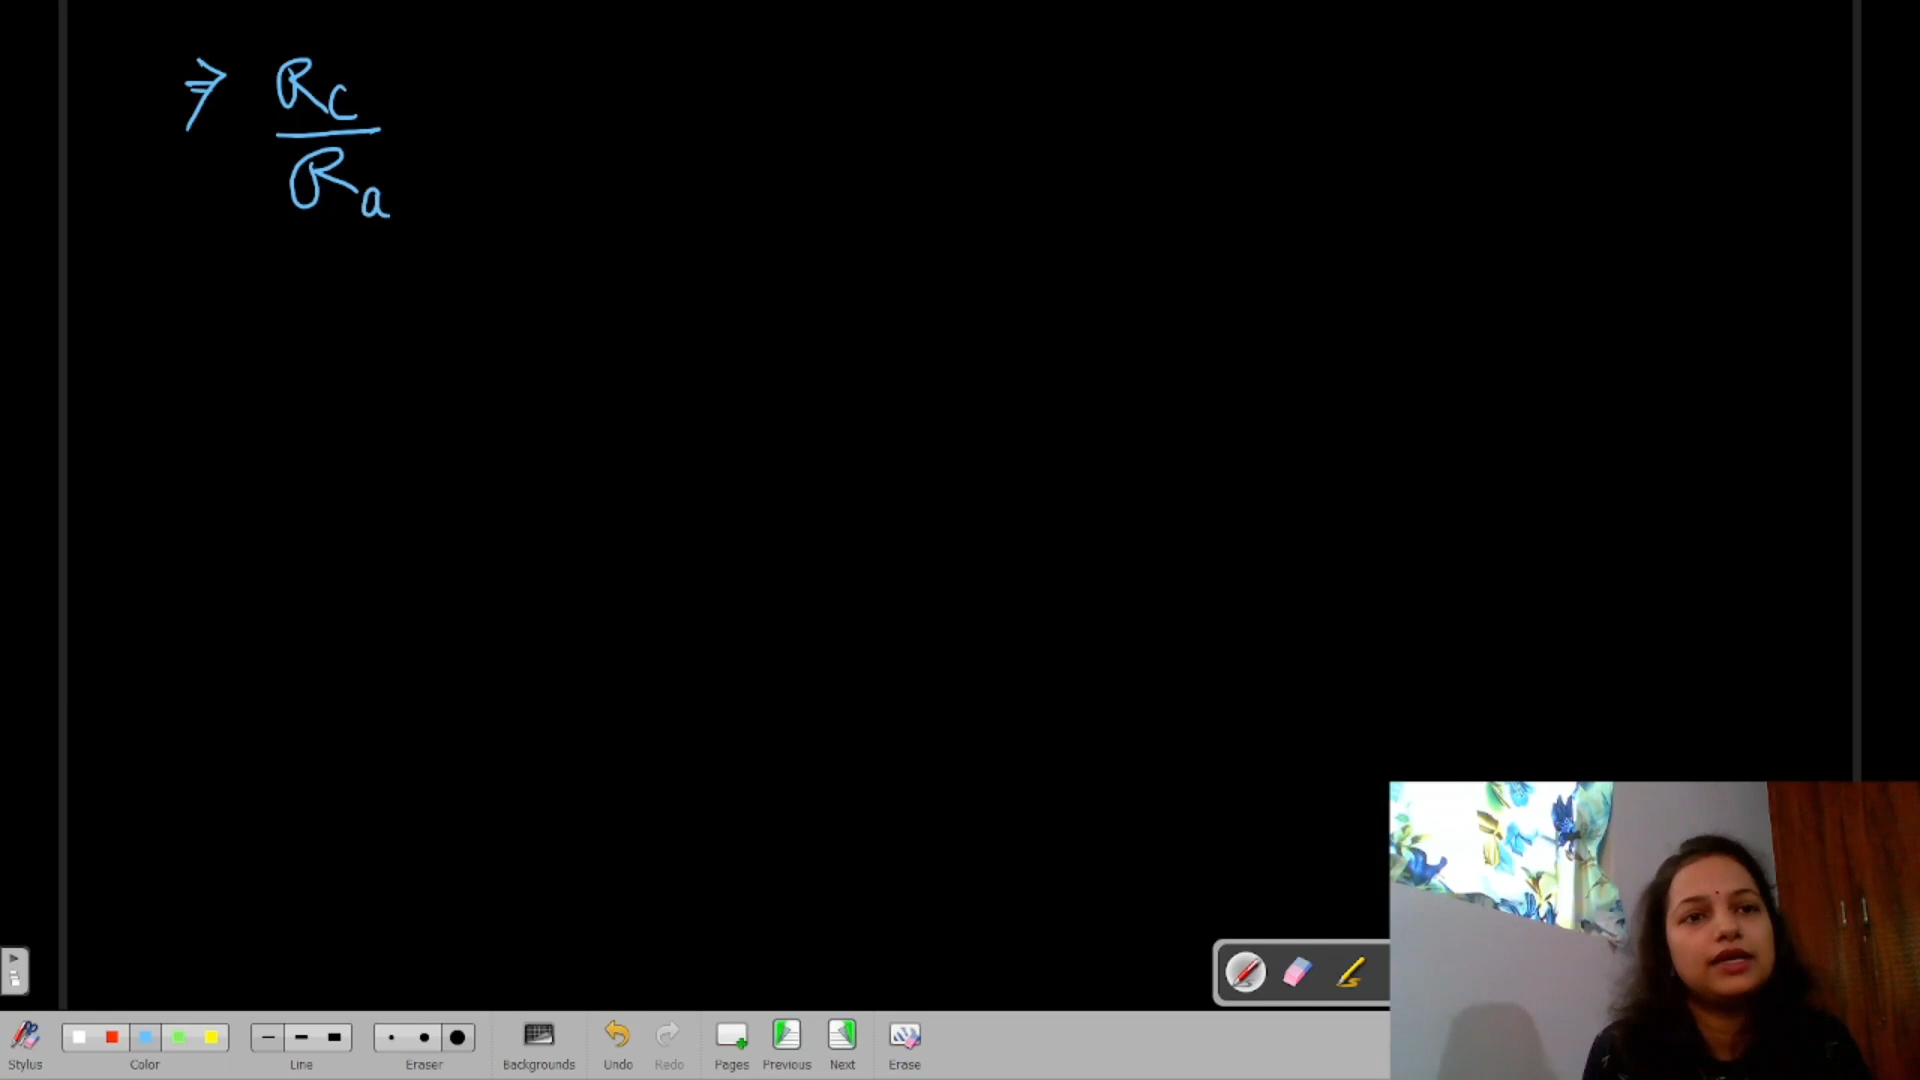 ⇒ Rc
Ra
Stylus Color Line Eraser Backgrounds Undo Redo Pages Previous Next Erase